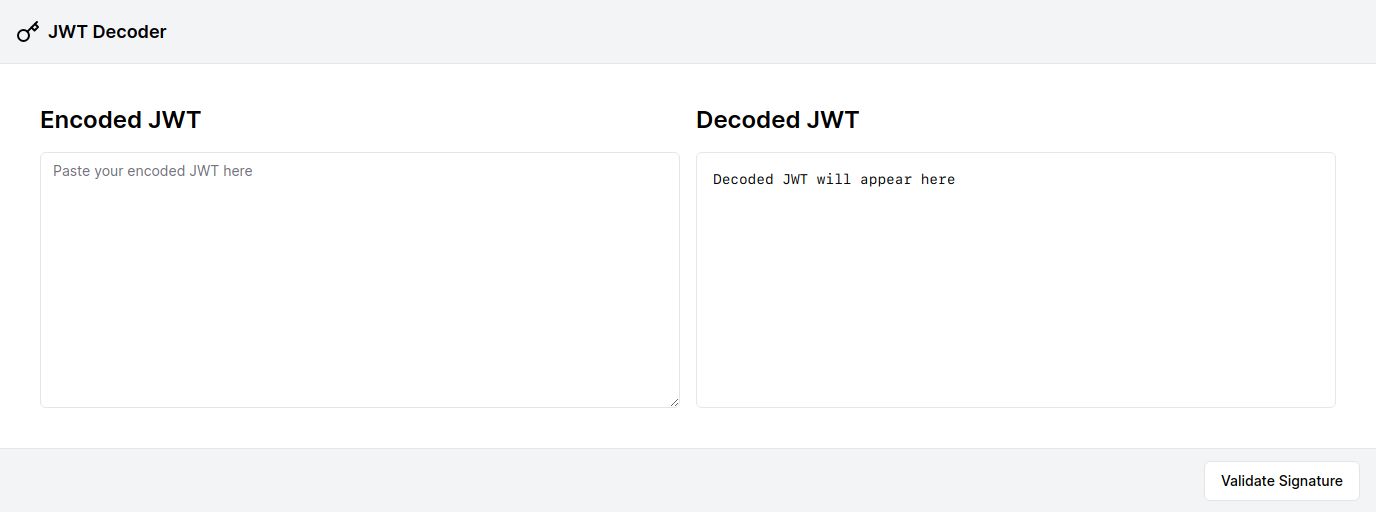 JWT Decoder
Encoded JWT
Paste your encoded JWT here
Decoded JWT
Decoded JWT will appear here
Validate Signature